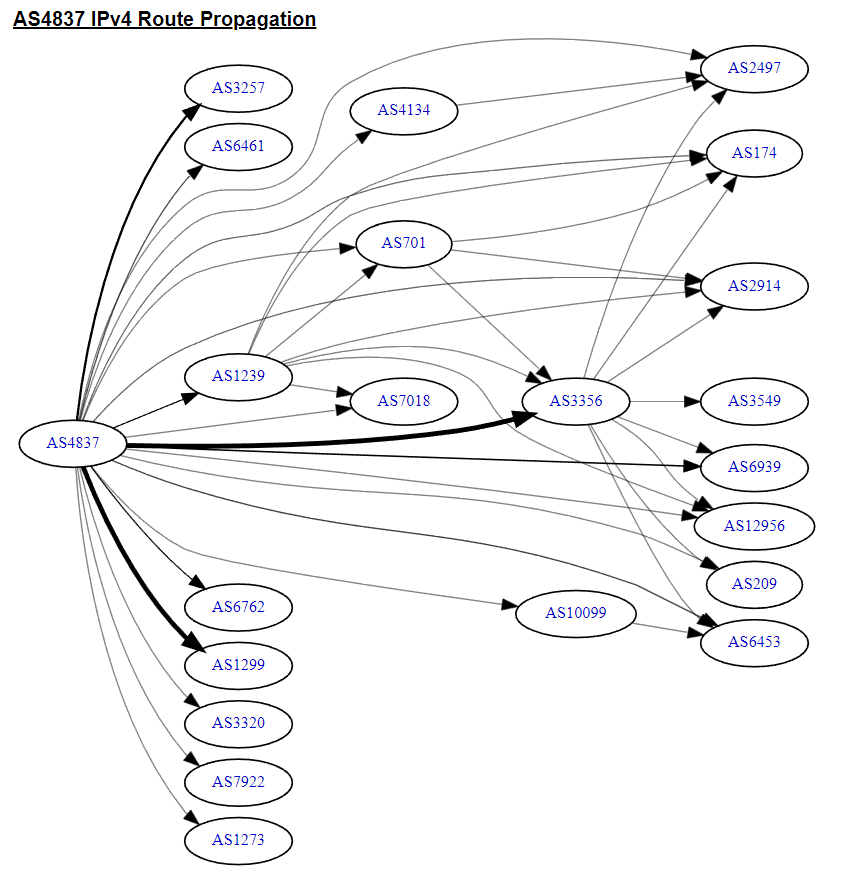 AS4837 IPv4 Route Propagation
AS2497
AS3257
AS4134
AS6461
AS174
AS701
AS2914
AS1239
AS7018
AS3356
AS3549
AS4837
AS6939
AS12956
AS209
AS6762
AS10099
AS6453
AS1299
AS3320
AS7922
AS1273